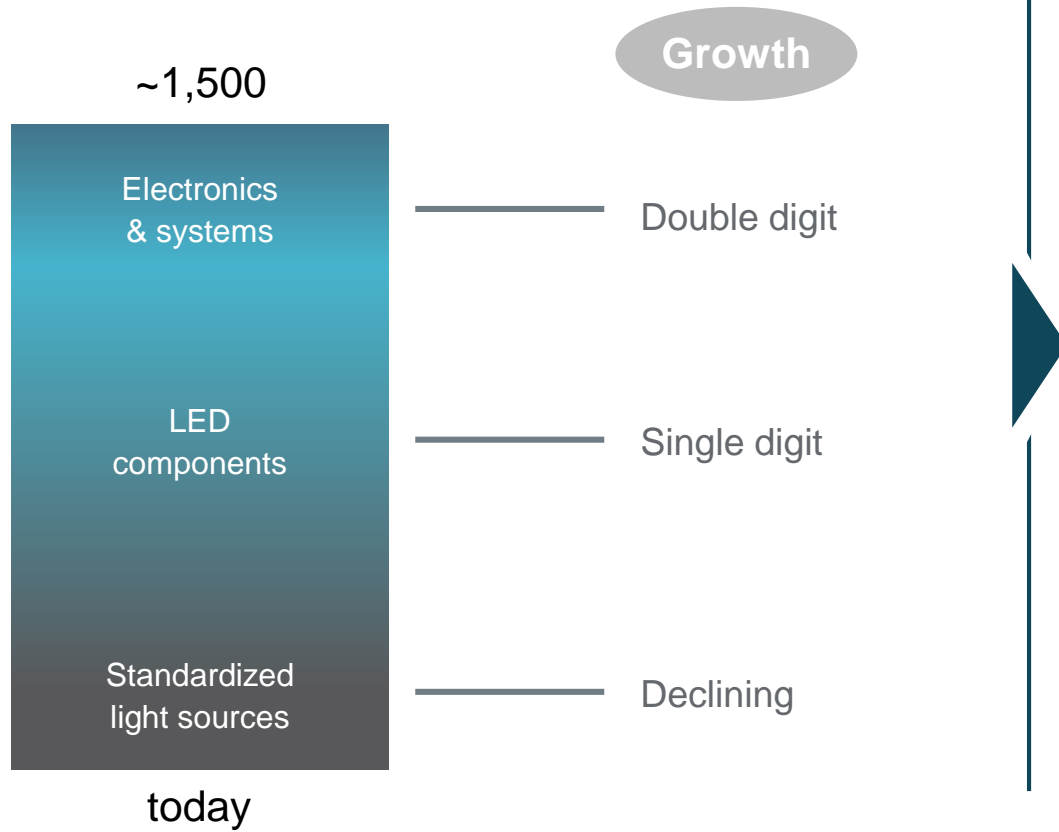 Growth
~1,500
Electronics
& systems
Double digit
LED
components
Single digit
Standardized
light sources
Declining
today